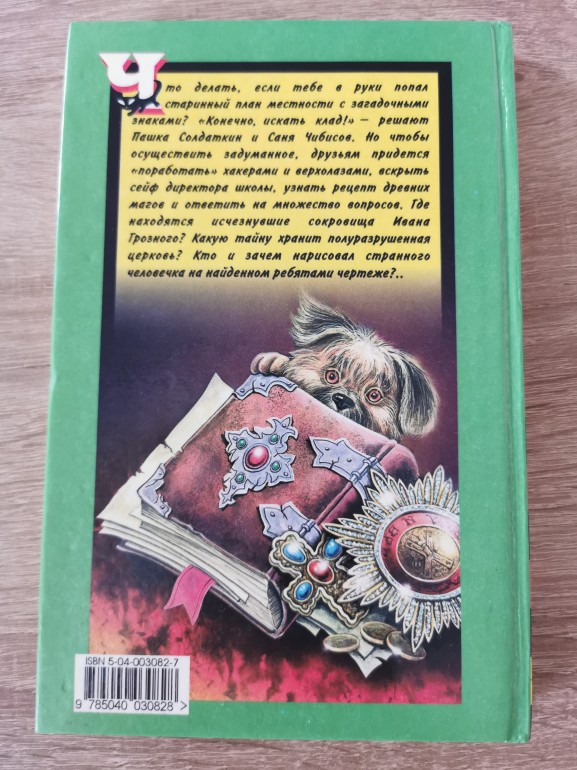 Что делать, если тебе в руки попал
старинный план местности с загадочными
знаками? «Конечно, искать клад!» — решают
Пашка Солдаткин и Саня Чибисов. Но чтобы
осуществить задуманное, друзьям придется
«поработать» хакерами и верхолазами, вскрыть
сейф директора школы, узнать рецепт древних
магов и ответить на множество вопросов. Где
находятся исчезнувшие сокровища Ивана
Грозного? Какую тайну хранит полуразрушенная
церковь? Кто и зачем нарисовал странного
человечка на найденном ребятами чертеже?..
ISBN 5-04-003082-7
9 785040 030828 >